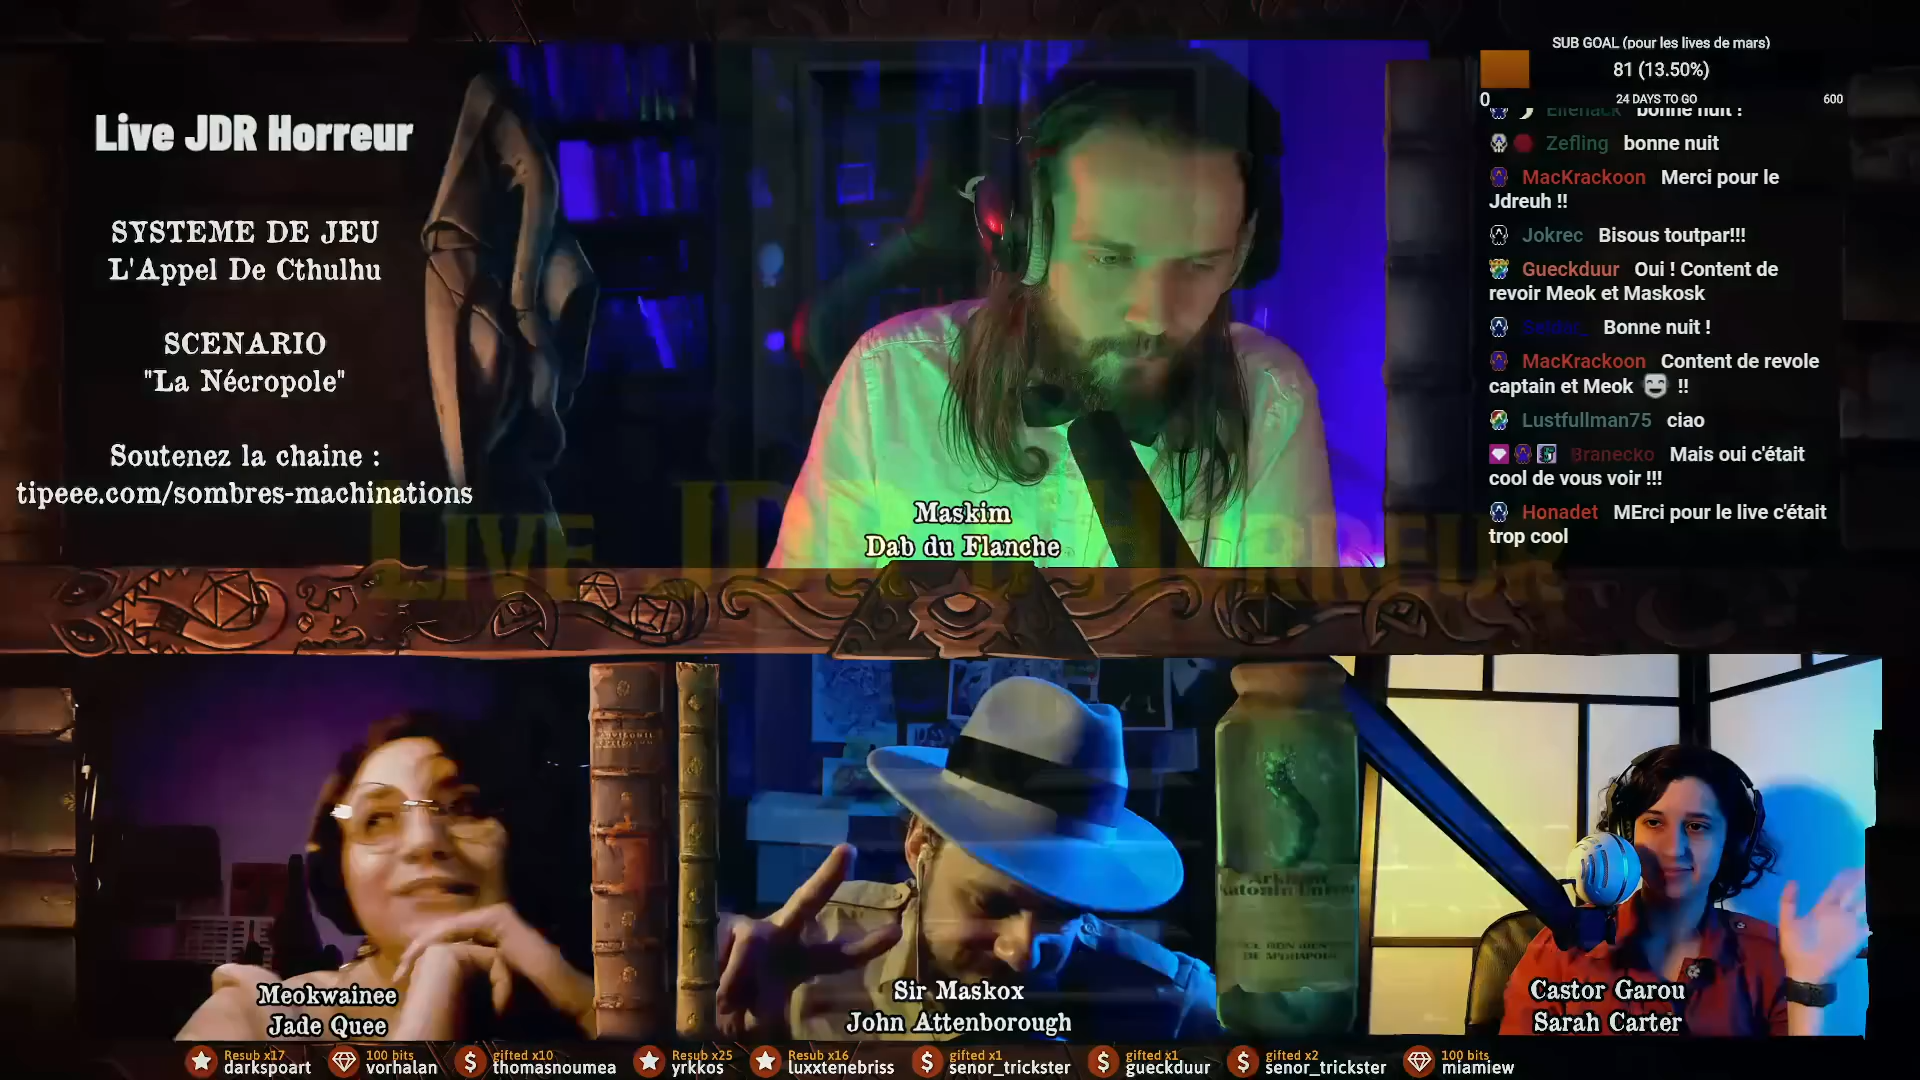 Live JDR Horreur
SYSTEME DE JEU
L'Appel De Cthulhu
SCENARIO
"La Nécropole"
Soutenez la chaine :
tipeee.com/sombres-machinations
Maskim
Dab du Flanche
LIVE JDR HORREUR
SUB GOAL (pour les lives de mars)
81 (13.50%)
0 24 DAYS TO GO 600
bonne nuit !
Zefling bonne nuit
MacKrackoon Merci pour le
Jdreuh !!
Jokrec Bisous toutpar!!!
Gueckduur Oui ! Content de
revoir Meok et Maskosk
Bonne nuit !
MacKrackoon Content de revole
captain et Meok !!
Lustfullman75 ciao
Branecko Mais oui c'était
cool de vous voir !!!
Honadet MErci pour le live c'était
trop cool
Meokwainee
Jade Quee
Sir Maskox
John Attenborough
Castor Garou
Sarah Carter
Resub x17
darkspoart
100 bits
vorhalan
gifted x10
thomasnoumea
Resub x25
yrkkos
Resub x16
luxxtenebriss
gifted x1
senor_trickster
gifted x1
gueckduur
gifted x2
senor_trickster
100 bits
miamiew